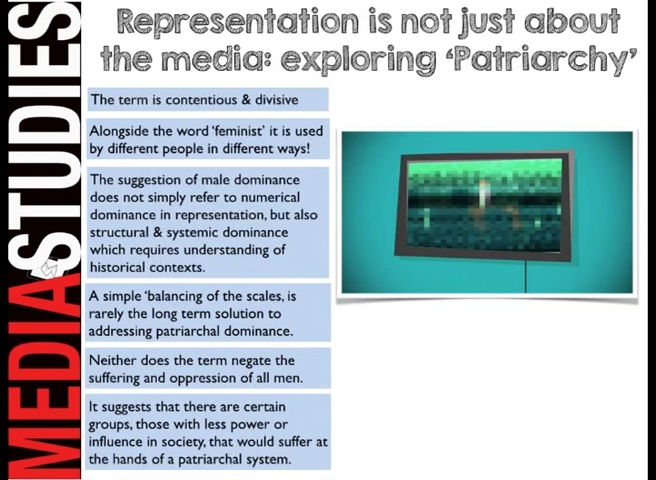 Representation is not just about
the media: exploring ‘Patriarchy’
MEDIASTUDIES
The term is contentious & divisive
Alongside the word ‘feminist’ it is used
by different people in different ways!
The suggestion of male dominance
does not simply refer to numerical
dominance in representation, but also
structural & systemic dominance
which requires understanding of
historical contexts.
A simple ‘balancing of the scales, is
rarely the long term solution to
addressing patriarchal dominance.
Neither does the term negate the
suffering and oppression of all men.
It suggests that there are certain
groups, those with less power or
influence in society, that would suffer at
the hands of a patriarchal system.